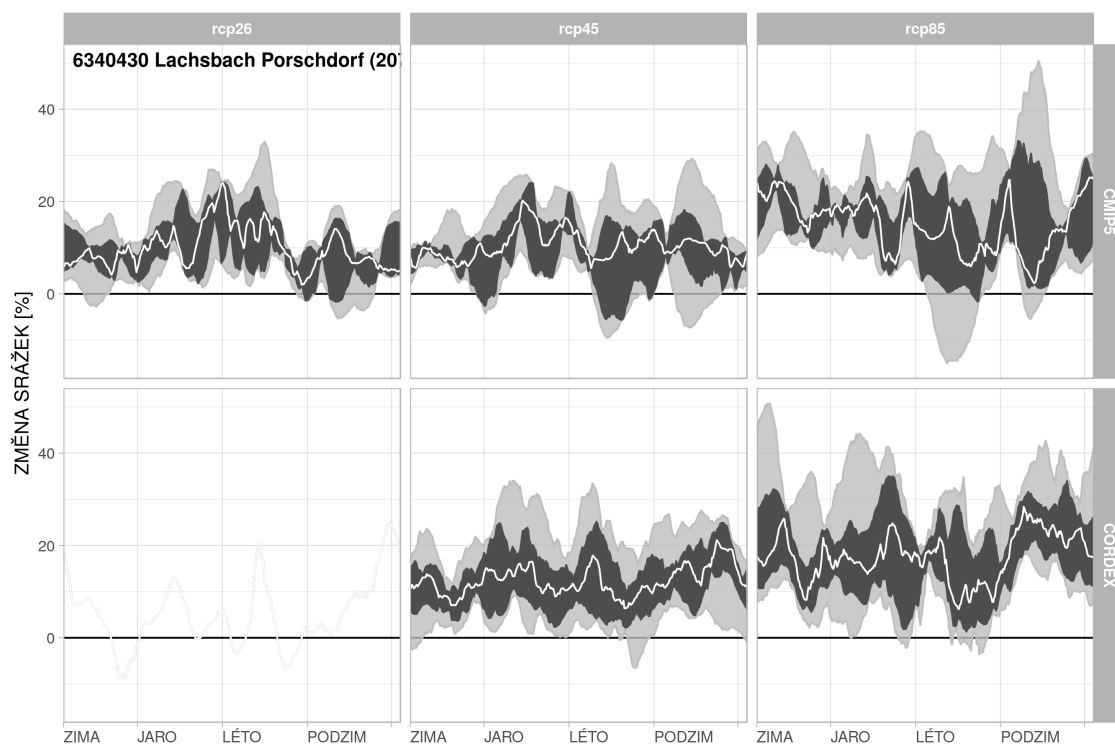 rcp26 rcp45 rcp85
6340430 Lachsbach Porschdorf (207
40
20
0
CMIP5
ZMĚNA SRÁŽEK [%]
40
20
0
CORDEX
ZIMA JARO LÉTO PODZIM ZIMA JARO LÉTO PODZIM ZIMA JARO LÉTO PODZIM